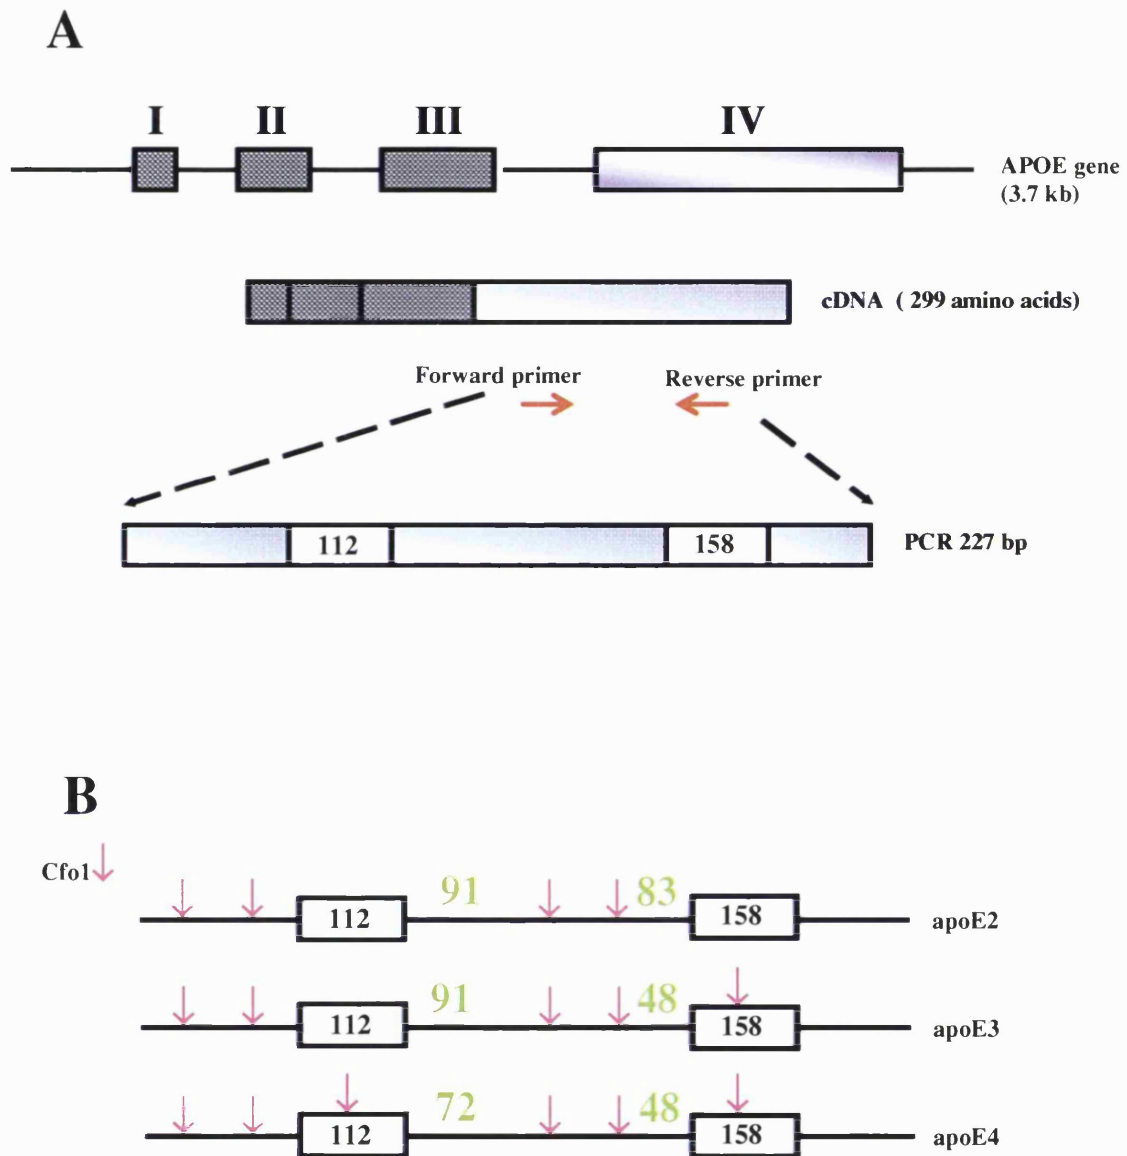 A
I II III IV
APOE gene
(3.7 kb)
cDNA ( 299 amino acids)
Forward primer Reverse primer
112 158 PCR 227 bp
B
Cfo1
91 83
112 158 apoE2
91 48
112 158 apoE3
72 48
112 158 apoE4